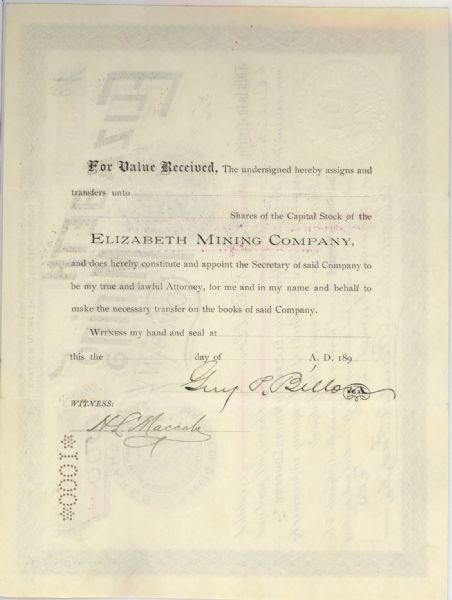 For Value Received, The undersigned hereby assigns and
transfers unto
Shares of the Capital Stock of the
ELIZABETH MINING COMPANY,
and does hereby constitute and appoint the Secretary of said Company to
be my true and lawful Attorney, for me and in my name and behalf to
make the necessary transfer on the books of said Company.
WITNESS my hand and seal at
this the day of A. D. 189
P. SEAL
WITNESS:
H L Maccabe
*1000*